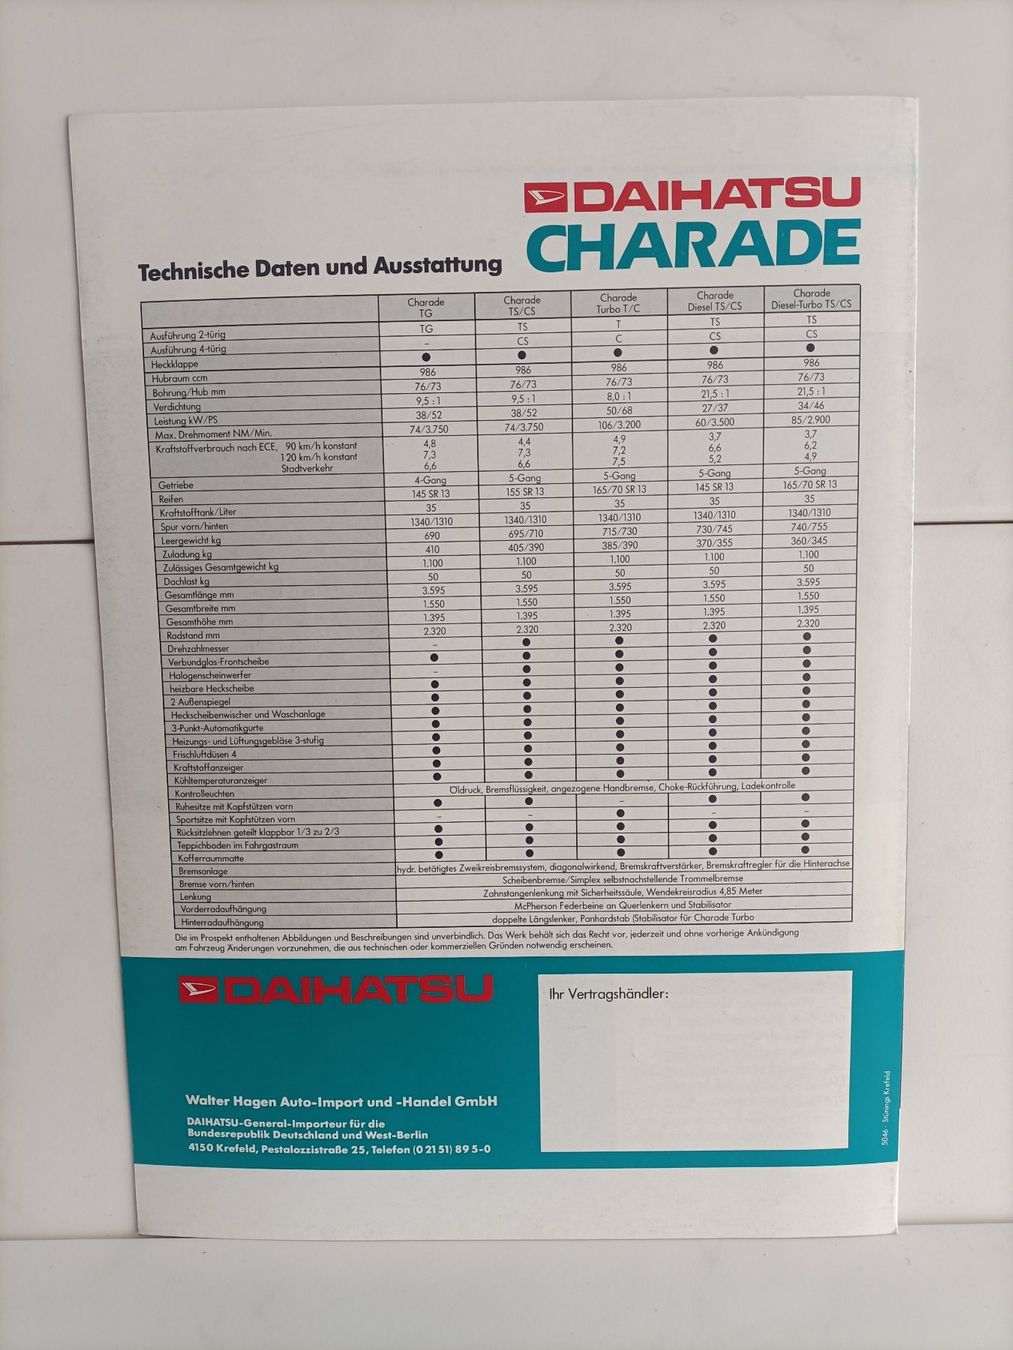 DAIHATSU
CHARADE
Technische Daten und Ausstattung
Charade TG Charade TS/CS Charade Turbo T/C Charade Diesel TS/CS Charade Diesel-Turbo TS/CS
Ausführung 2-türig TG TS T TS TS
Ausführung 4-türig – CS C CS CS
Heckklappe ● ● ● ● ●
Hubraum ccm 986 986 986 986 986
Bohrung/Hub mm 76/73 76/73 76/73 76/73 76/73
Verdichtung 9,5 : 1 9,5 : 1 8,0 : 1 21,5 : 1 21,5 : 1
Leistung kW/PS 38/52 38/52 50/68 27/37 34/46
Max. Drehmoment NM/Min. 74/3.750 74/3.750 106/3.200 60/3.500 85/2.900
Kraftstoffverbrauch nach ECE, 90 km/h konstant 4,8 4,4 4,9 3,7 3,7
120 km/h konstant 7,3 7,3 7,2 6,6 6,2
Stadtverkehr 6,6 6,6 7,5 5,2 4,9
Getriebe 4-Gang 5-Gang 5-Gang 5-Gang 5-Gang
Reifen 145 SR 13 155 SR 13 165/70 SR 13 145 SR 13 165/70 SR 13
Kraftstofftank/Liter 35 35 35 35 35
Spur vorn/hinten 1340/1310 1340/1310 1340/1310 1340/1310 1340/1310
Leergewicht kg 690 695/710 715/730 730/745 740/755
Zuladung kg 410 405/390 385/390 370/355 360/345
Zulässiges Gesamtgewicht kg 1.100 1.100 1.100 1.100 1.100
Dachlast kg 50 50 50 50 50
Gesamtlänge mm 3.595 3.595 3.595 3.595 3.595
Gesamtbreite mm 1.550 1.550 1.550 1.550 1.550
Gesamthöhe mm 1.395 1.395 1.395 1.395 1.395
Radstand mm 2.320 2.320 2.320 2.320 2.320
Drehzahlmesser – ● ● ● ●
Verbundglas-Frontscheibe ● ● ● ● ●
Halogenscheinwerfer – ● ● ● ●
heizbare Heckscheibe ● ● ● ● ●
2 Außenspiegel ● ● ● ● ●
Heckscheibenwischer und Waschanlage ● ● ● ● ●
3-Punkt-Automatikgurte ● ● ● ● ●
Heizungs- und Lüftungsgebläse 3-stufig ● ● ● ● ●
Frischluftdüsen 4 ● ● ● ● ●
Kraftstoffanzeiger ● ● ● ● ●
Kühltemperaturanzeiger ● ● ● ● ●
Kontrolleuchten Öldruck, Bremsflüssigkeit, angezogene Handbremse, Choke-Rückführung, Ladekontrolle
Ruhesitze mit Kopfstützen vorn ● ● – ● ●
Sportsitze mit Kopfstützen vorn – – ● – –
Rücksitzlehnen geteilt klappbar 1/3 zu 2/3 ● ● ● ● ●
Teppichboden im Fahrgastraum ● ● ● ● ●
Kofferraummatte ● ● ● ● ●
Bremsanlage hydr. betätigtes Zweikreisbremssystem, diagonalwirkend, Bremskraftverstärker, Bremskraftregler für die Hinterachse
Bremse vorn/hinten Scheibenbremse/Simplex selbstnachstellende Trommelbremse
Lenkung Zahnstangenlenkung mit Sicherheitssäule, Wendekreisradius 4,85 Meter
Vorderradaufhängung McPherson Federbeine an Querlenkern und Stabilisator
Hinterradaufhängung doppelte Längslenker, Panhardstab (Stabilisator für Charade Turbo
Die im Prospekt enthaltenen Abbildungen und Beschreibungen sind unverbindlich. Das Werk behält sich das Recht vor, jederzeit und ohne vorherige Ankündigung
am Fahrzeug Änderungen vorzunehmen, die aus technischen oder kommerziellen Gründen notwendig erscheinen.
DAIHATSU
Walter Hagen Auto-Import und -Handel GmbH
DAIHATSU-General-Importeur für die
Bundesrepublik Deutschland und West-Berlin
4150 Krefeld, Pestalozzistraße 25, Telefon (0 21 51) 89 5-0
Ihr Vertragshändler:
5046 · Stünings Krefeld